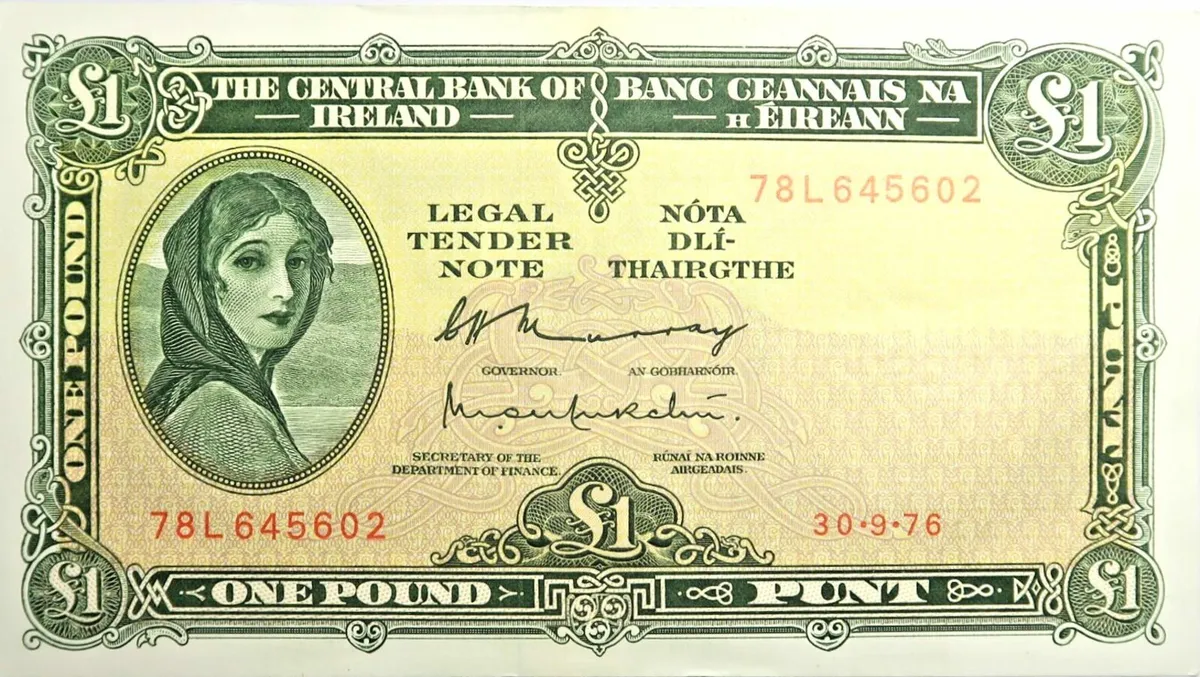 £1
THE CENTRAL BANK OF IRELAND
BANC CEANNAIS NA H ÉIREANN
£1
78L 645602
LEGAL TENDER NOTE
NÓTA DLÍ-THAIRGTHE
ONE POUND
PUNT
C H Murray
GOVERNOR.
AN GOBHARNÓIR.
SECRETARY OF THE
DEPARTMENT OF FINANCE.
RÚNAÍ NA ROINNE
AIRGEADAIS.
78L 645602
£1
30·9·76
£1
ONE POUND
PUNT
£1